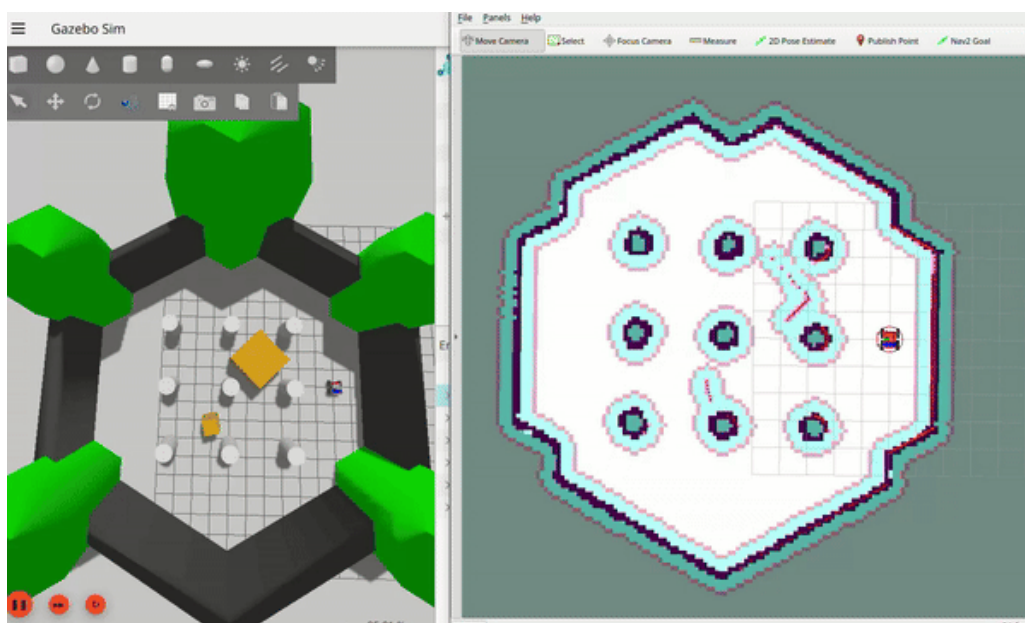 Gazebo Sim
File Panels Help
Move Camera Select Focus Camera Measure 2D Pose Estimate Publish Point Nav2 Goal